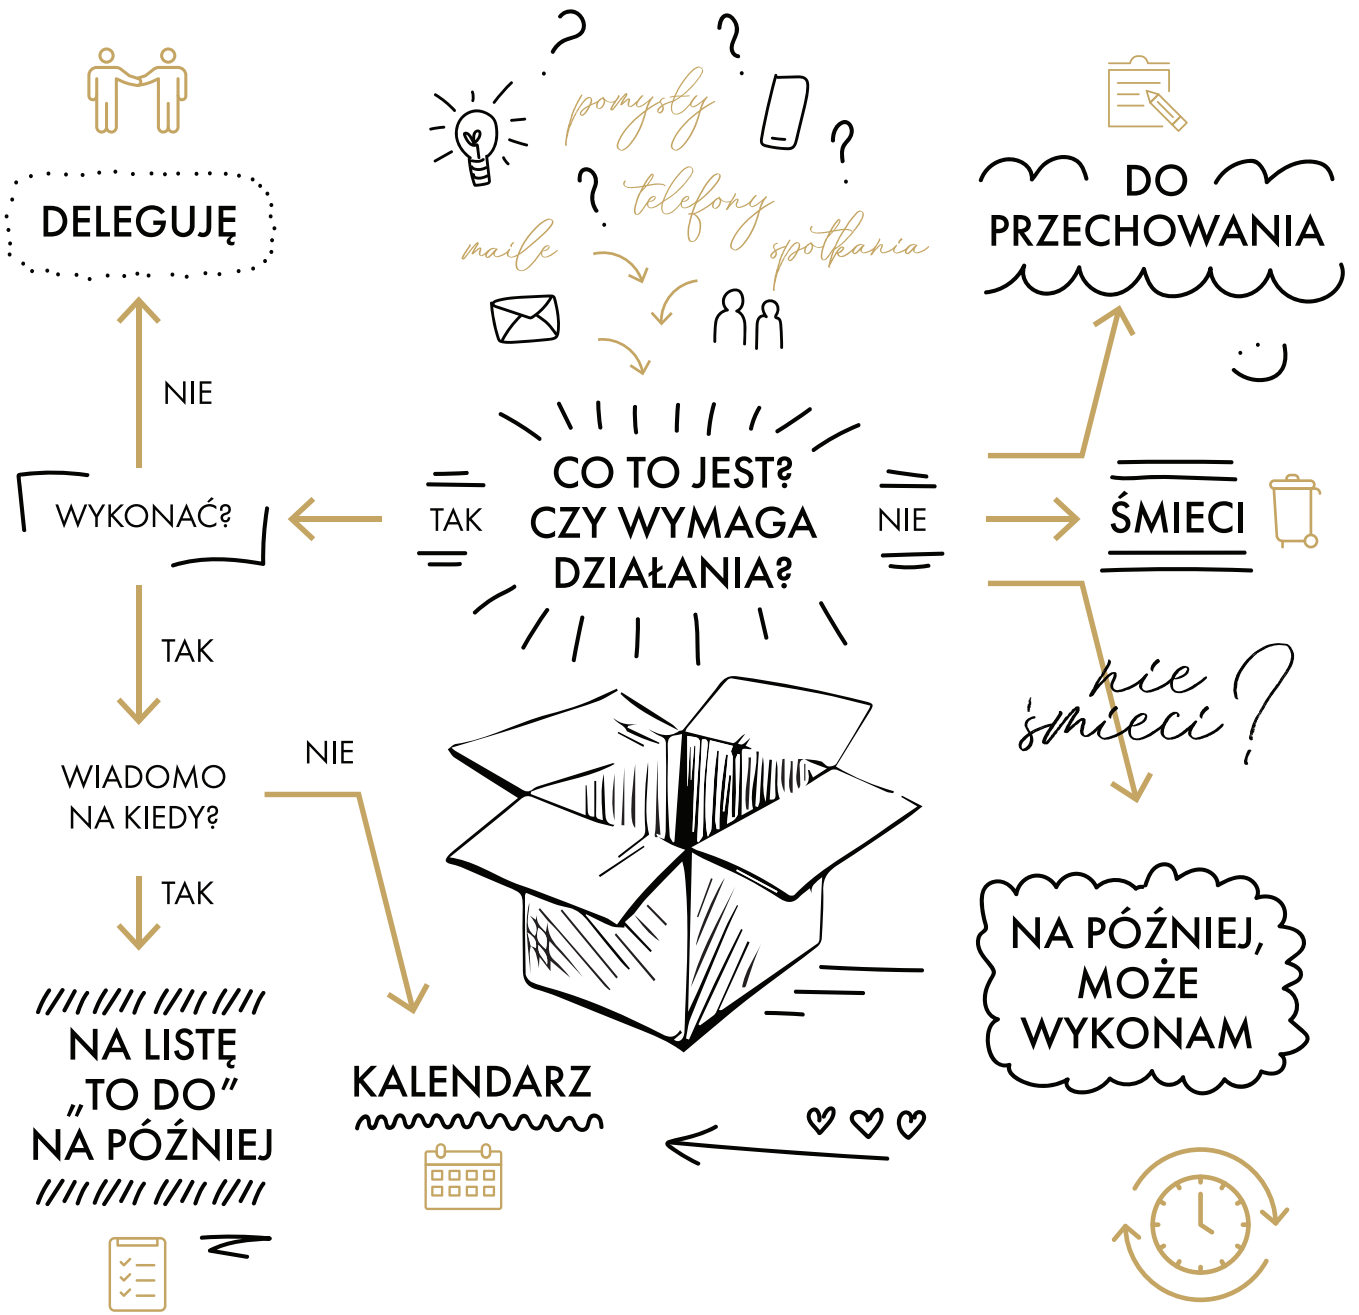 pomysły
telefony
maile
spotkania
DELEGUJĘ
DO
PRZECHOWANIA
NIE
CO TO JEST?
CZY WYMAGA
DZIAŁANIA?
WYKONAĆ?
TAK
NIE
ŚMIECI
TAK
nie
śmieci?
WIADOMO
NA KIEDY?
NIE
TAK
NA PÓŹNIEJ,
MOŻE
WYKONAM
NA LISTĘ
„TO DO”
NA PÓŹNIEJ
KALENDARZ